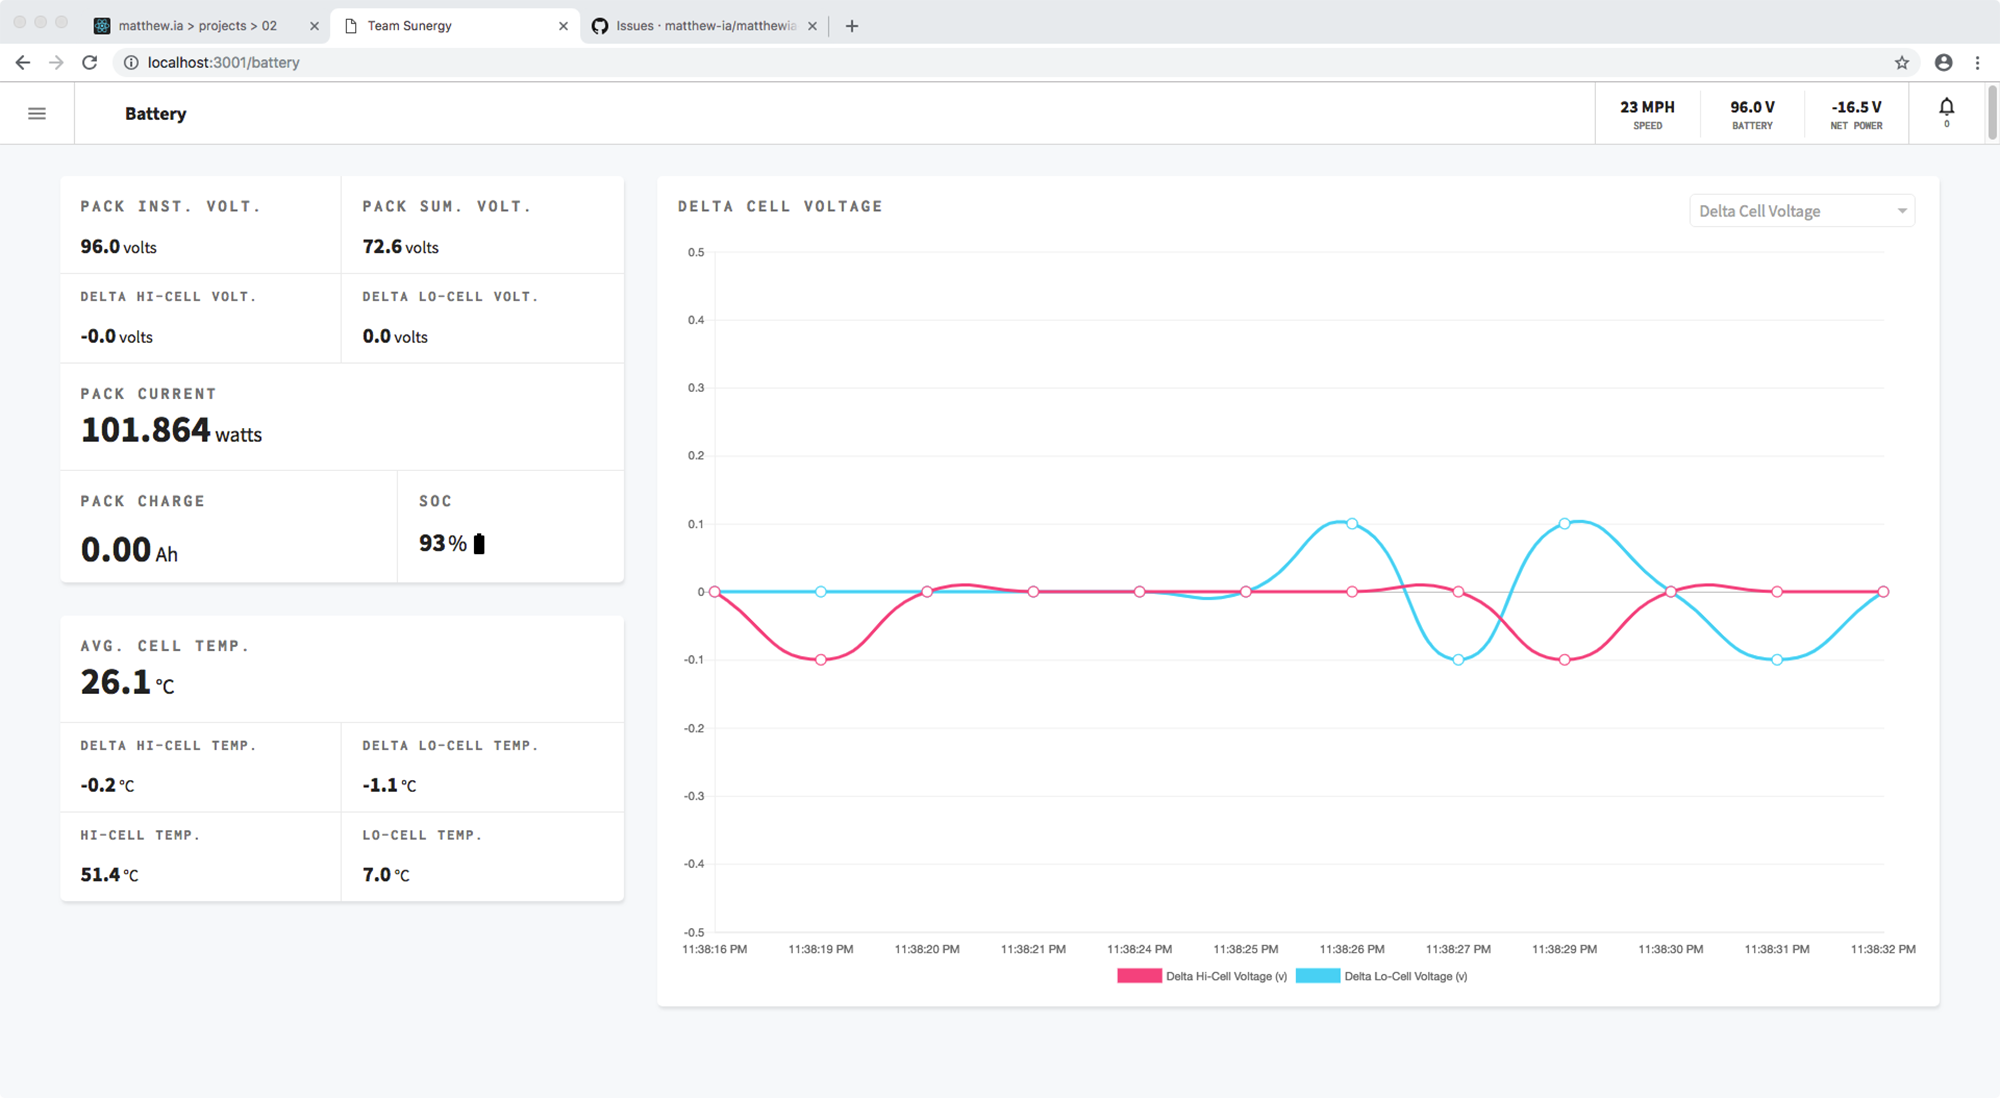 matthew.ia > projects > 02
Team Sunergy
Issues · matthew-ia/matthewia
localhost:3001/battery
Battery
23 MPH
SPEED
96.0 V
BATTERY
-16.5 V
NET POWER
0
PACK INST. VOLT.
96.0 volts
PACK SUM. VOLT.
72.6 volts
DELTA HI-CELL VOLT.
-0.0 volts
DELTA LO-CELL VOLT.
0.0 volts
PACK CURRENT
101.864 watts
PACK CHARGE
0.00 Ah
SOC
93%
AVG. CELL TEMP.
26.1 °C
DELTA HI-CELL TEMP.
-0.2 °C
DELTA LO-CELL TEMP.
-1.1 °C
HI-CELL TEMP.
51.4 °C
LO-CELL TEMP.
7.0 °C
DELTA CELL VOLTAGE
Delta Cell Voltage
0.5
0.4
0.3
0.2
0.1
0
-0.1
-0.2
-0.3
-0.4
-0.5
11:38:16 PM 11:38:19 PM 11:38:20 PM 11:38:21 PM 11:38:24 PM 11:38:25 PM 11:38:26 PM 11:38:27 PM 11:38:29 PM 11:38:30 PM 11:38:31 PM 11:38:32 PM
Delta Hi-Cell Voltage (v) Delta Lo-Cell Voltage (v)